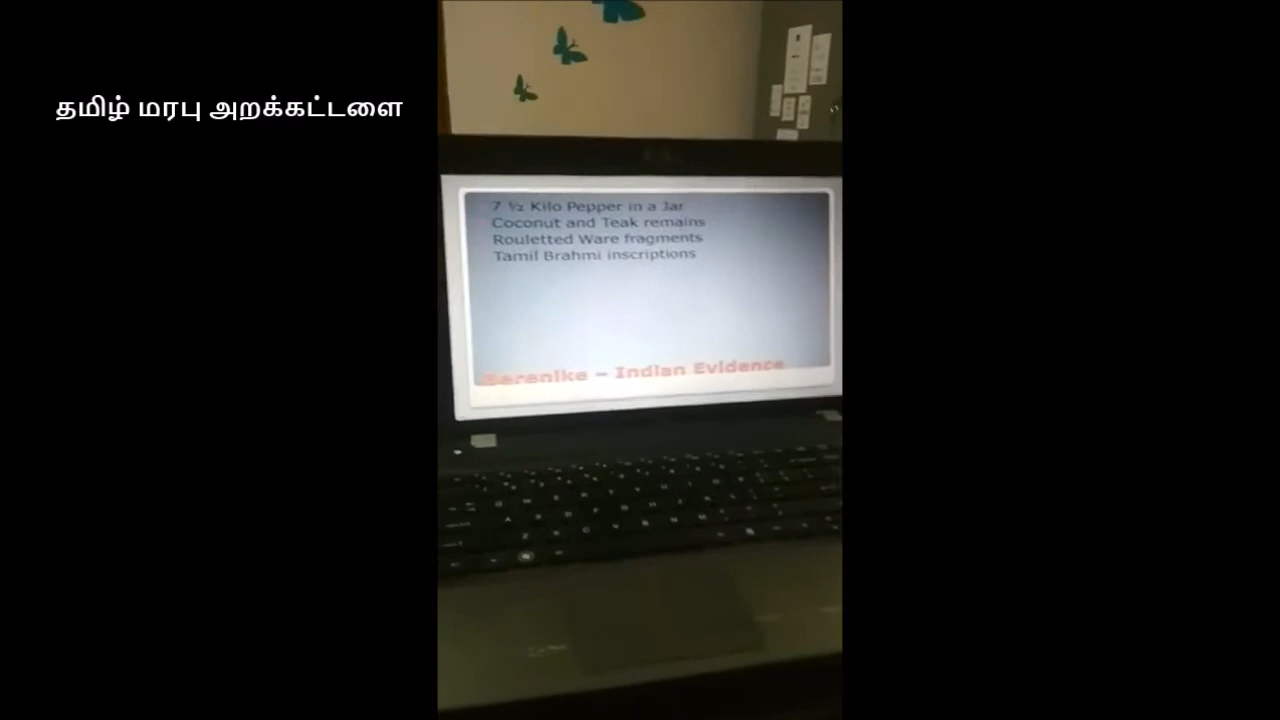 தமிழ் மரபு அறக்கட்டளை
7 ½ Kilo Pepper in a Jar
Coconut and Teak remains
Rouletted Ware fragments
Tamil Brahmi inscriptions
Berenike – Indian Evidence